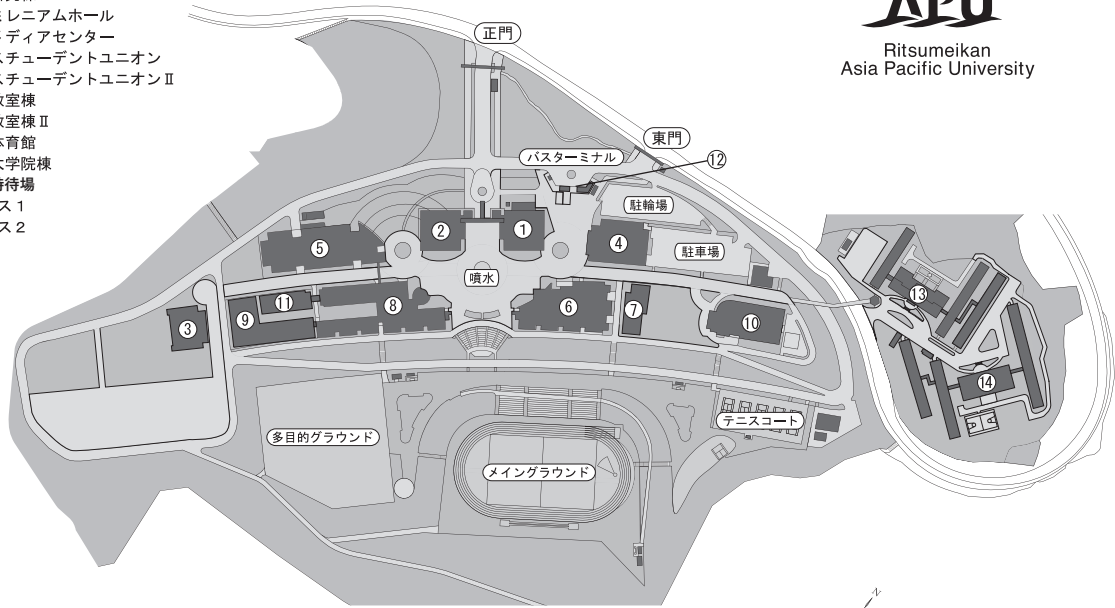 ミレニアムホール
メディアセンター
スチューデントユニオン
スチューデントユニオンⅡ
教室棟
教室棟Ⅱ
体育館
大学院棟
ス1
ス2
APU
Ritsumeikan
Asia Pacific University
正門
東門
バスターミナル
⑫
駐輪場
②
①
④
駐車場
⑤
噴水
⑬
⑪
⑧
⑥
⑦
⑩
③
⑨
⑭
テニスコート
多目的グラウンド
メイングラウンド
N